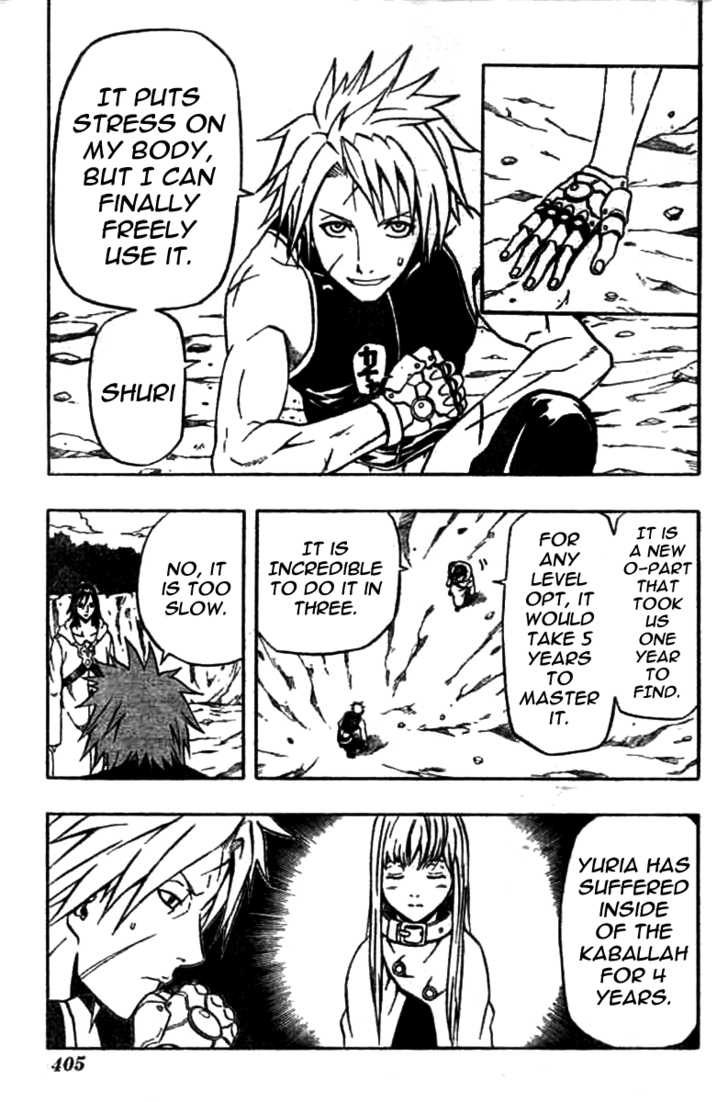 IT PUTS
STRESS ON
MY BODY,
BUT I CAN
FINALLY
FREELY
USE IT.
SHURI
IT IS
A NEW
O-PART
THAT
TOOK
US
ONE
YEAR
TO
FIND.
FOR
ANY
LEVEL
OPT, IT
WOULD
TAKE 5
YEARS
TO
MASTER
IT.
IT IS
INCREDIBLE
TO DO IT IN
THREE.
NO, IT
IS TOO
SLOW.
YURIA HAS
SUFFERED
INSIDE
OF THE
KABALLAH
FOR 4
YEARS.
405